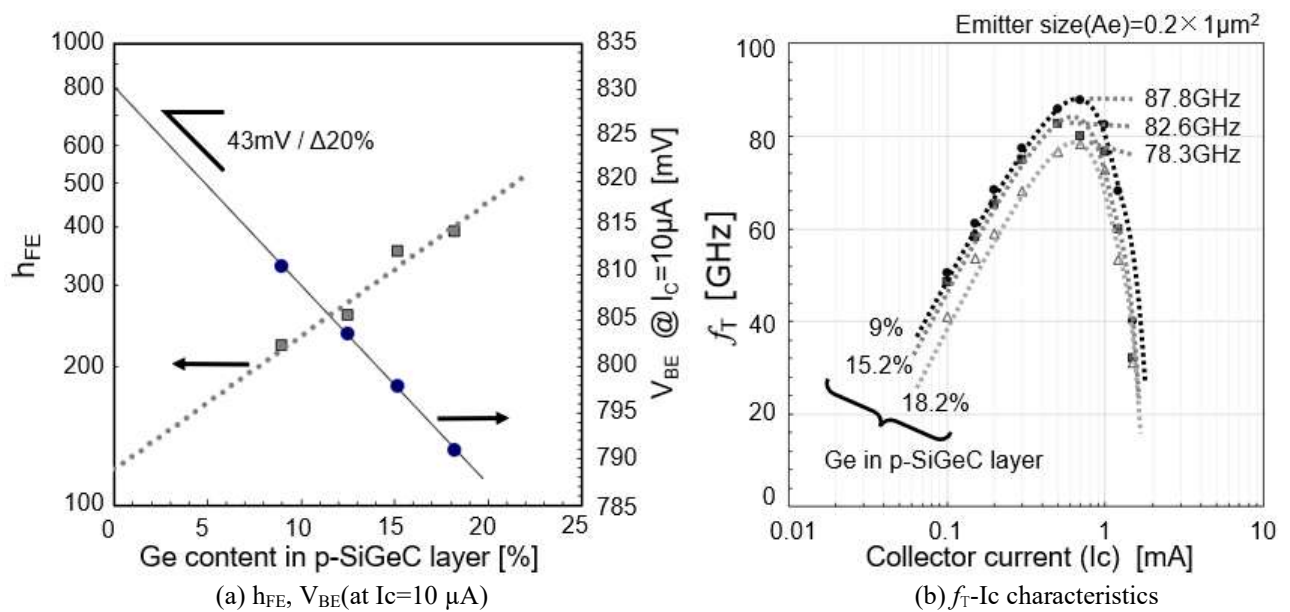 1000
800
600
500
400
300
200
100
h_FE
43mV / Δ20%
835
830
825
820
815
810
805
800
795
790
785
V_BE @ I_C=10μA [mV]
0
5
10
15
20
25
Ge content in p-SiGeC layer [%]
(a) h_FE, V_BE(at Ic=10 μA)
Emitter size(Ae)=0.2×1μm²
100
80
60
40
20
0
f_T [GHz]
87.8GHz
82.6GHz
78.3GHz
9%
15.2%
18.2%
Ge in p-SiGeC layer
0.01
0.1
1
10
Collector current (Ic) [mA]
(b) f_T-Ic characteristics